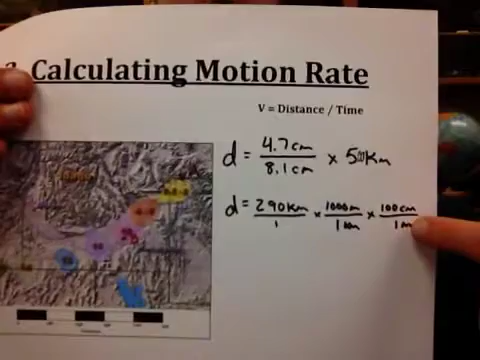 Calculating Motion Rate
V = Distance / Time
d = 4.7cm / 8.1cm × 500km
d = 290km / 1 × 1000m / 1km × 100cm / 1m